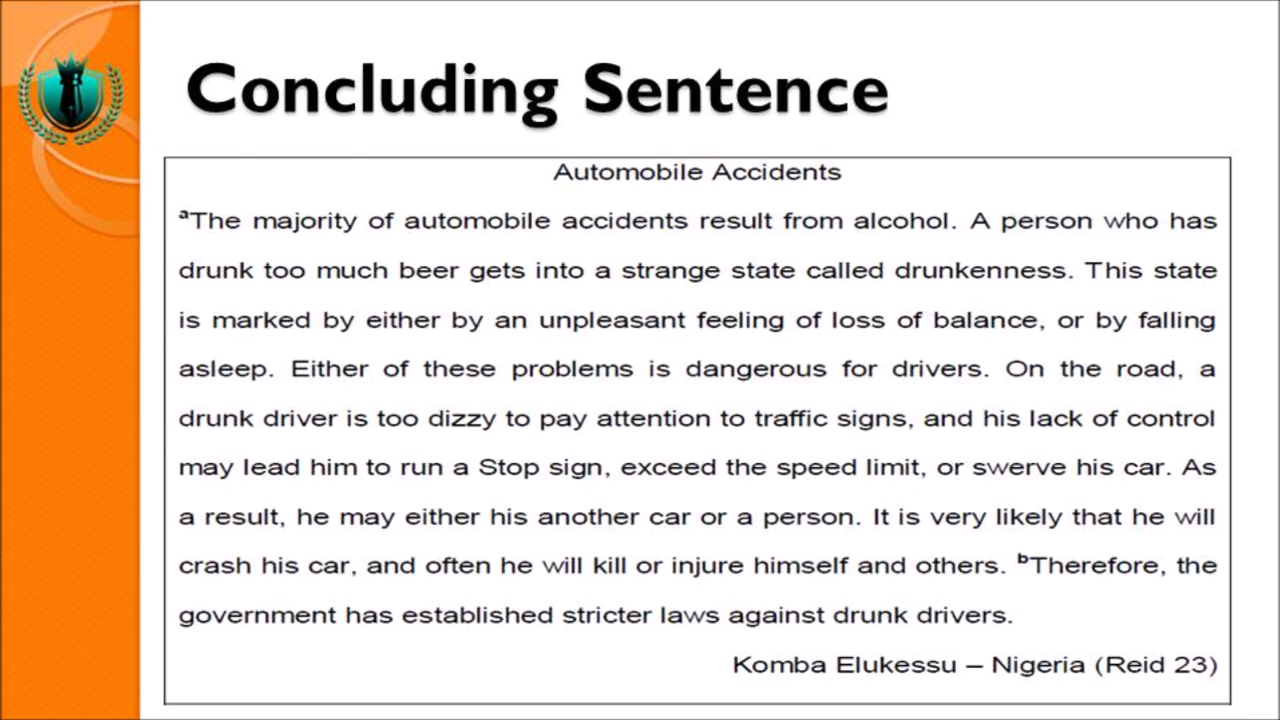 Concluding Sentence
Automobile Accidents
ᵃThe majority of automobile accidents result from alcohol. A person who has
drunk too much beer gets into a strange state called drunkenness. This state
is marked by either by an unpleasant feeling of loss of balance, or by falling
asleep. Either of these problems is dangerous for drivers. On the road, a
drunk driver is too dizzy to pay attention to traffic signs, and his lack of control
may lead him to run a Stop sign, exceed the speed limit, or swerve his car. As
a result, he may either his another car or a person. It is very likely that he will
crash his car, and often he will kill or injure himself and others. ᵇTherefore, the
government has established stricter laws against drunk drivers.
Komba Elukessu – Nigeria (Reid 23)